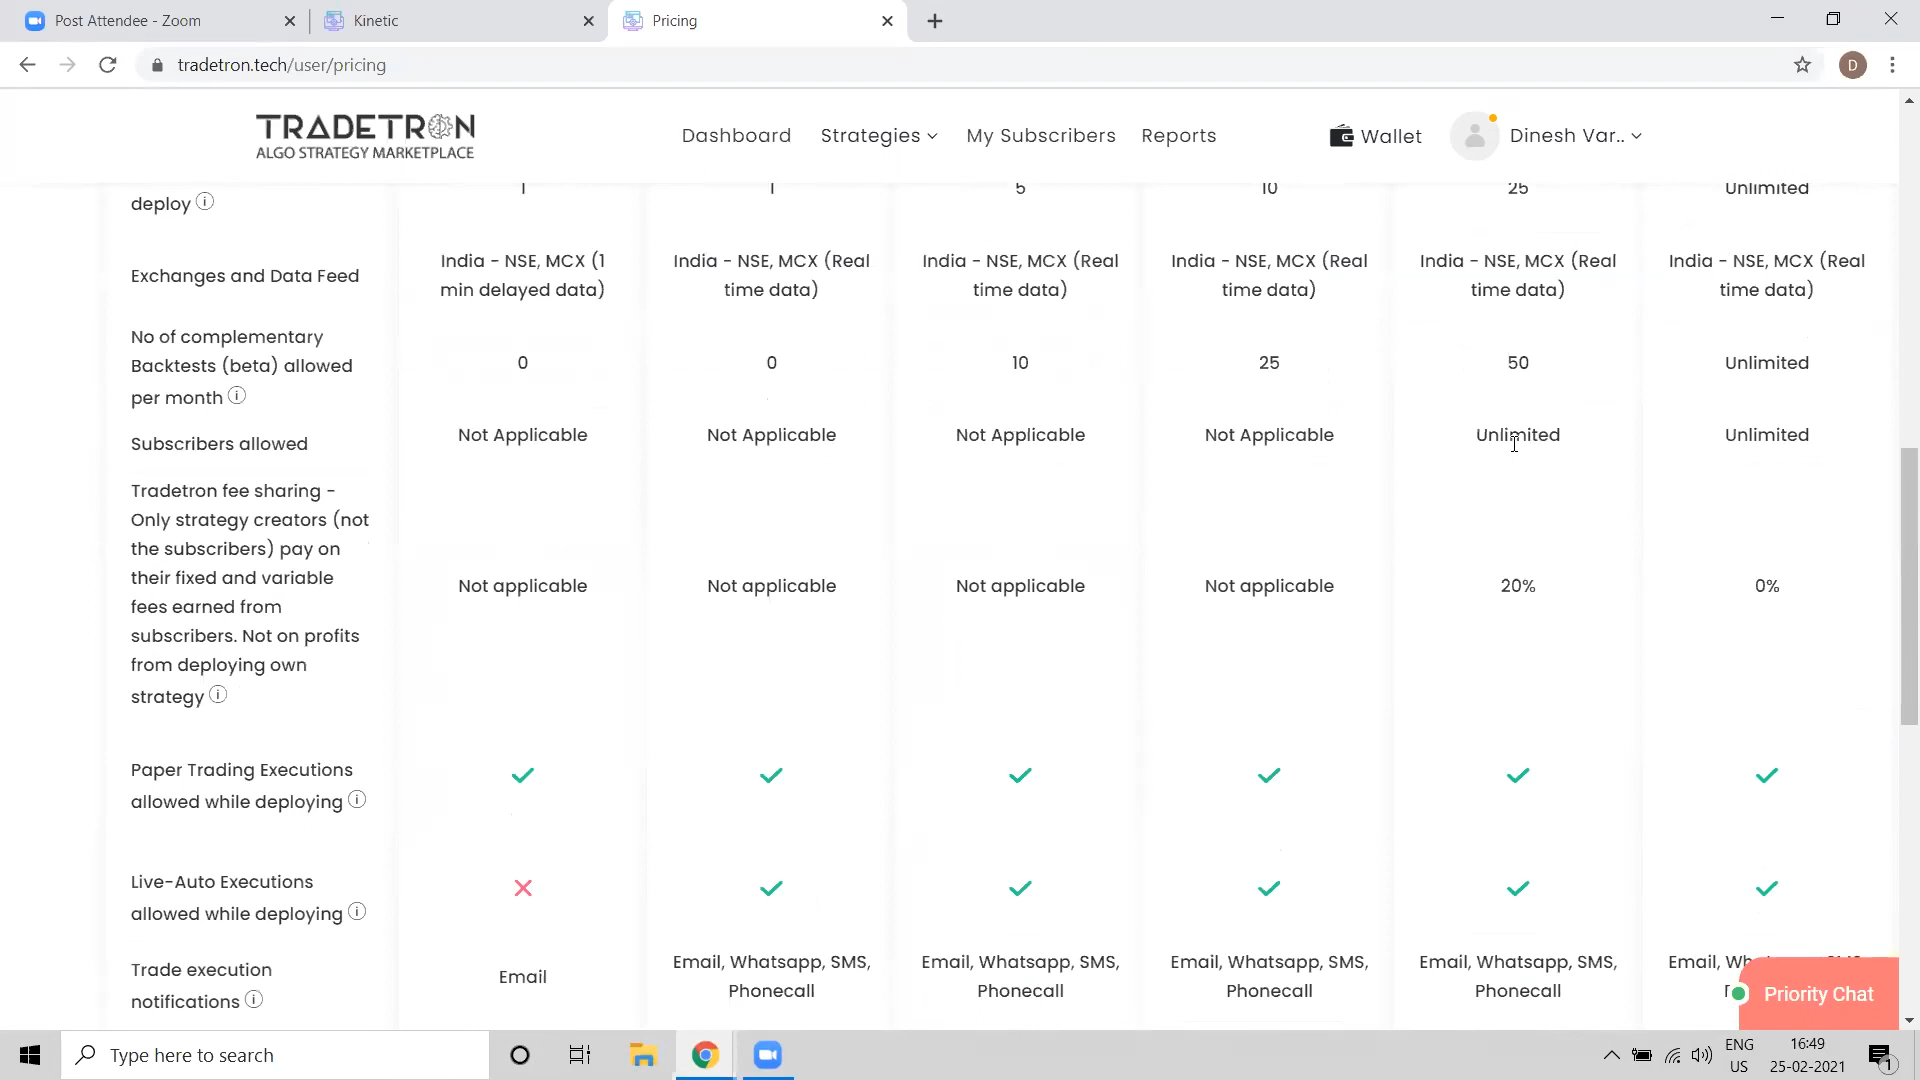 Post Attendee - Zoom
Kinetic
Pricing
tradetron.tech/user/pricing
D
TRADETRON
ALGO STRATEGY MARKETPLACE
Dashboard
Strategies
My Subscribers
Reports
Wallet
Dinesh Var..
deploy
1
1
5
10
25
Unlimited
Exchanges and Data Feed
India - NSE, MCX (1
min delayed data)
India - NSE, MCX (Real
time data)
India - NSE, MCX (Real
time data)
India - NSE, MCX (Real
time data)
India - NSE, MCX (Real
time data)
India - NSE, MCX (Real
time data)
No of complementary
Backtests (beta) allowed
per month
0
0
10
25
50
Unlimited
Subscribers allowed
Not Applicable
Not Applicable
Not Applicable
Not Applicable
Unlimited
Unlimited
Tradetron fee sharing -
Only strategy creators (not
the subscribers) pay on
their fixed and variable
fees earned from
subscribers. Not on profits
from deploying own
strategy
Not applicable
Not applicable
Not applicable
Not applicable
20%
0%
Paper Trading Executions
allowed while deploying
Live-Auto Executions
allowed while deploying
Trade execution
notifications
Email
Email, Whatsapp, SMS,
Phonecall
Email, Whatsapp, SMS,
Phonecall
Email, Whatsapp, SMS,
Phonecall
Email, Whatsapp, SMS,
Phonecall
Email,
Priority Chat
Type here to search
ENG
US
16:49
25-02-2021
1